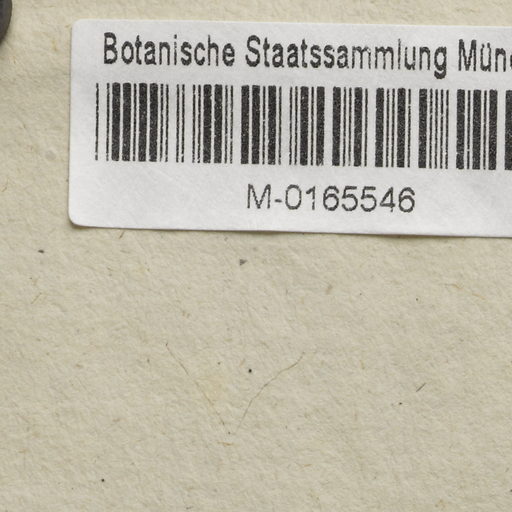 Botanische Staatssammlung Mün
M-0165546